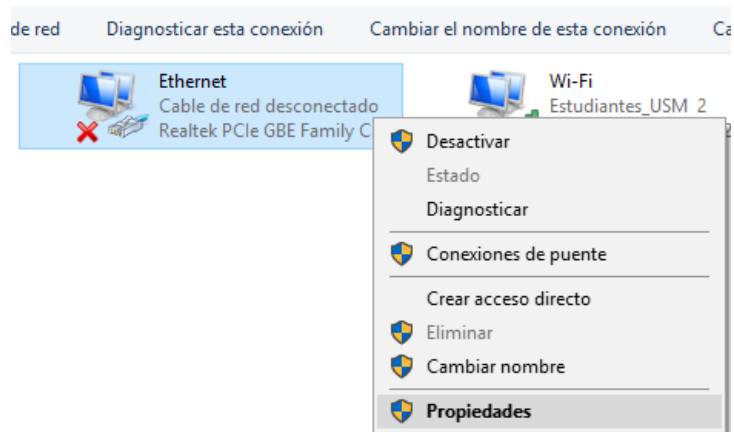 de red Diagnosticar esta conexión Cambiar el nombre de esta conexión
Ethernet
Cable de red desconectado
Realtek PCIe GBE Family C
Wi-Fi
Estudiantes_USM 2
Desactivar
Estado
Diagnosticar
Conexiones de puente
Crear acceso directo
Eliminar
Cambiar nombre
Propiedades